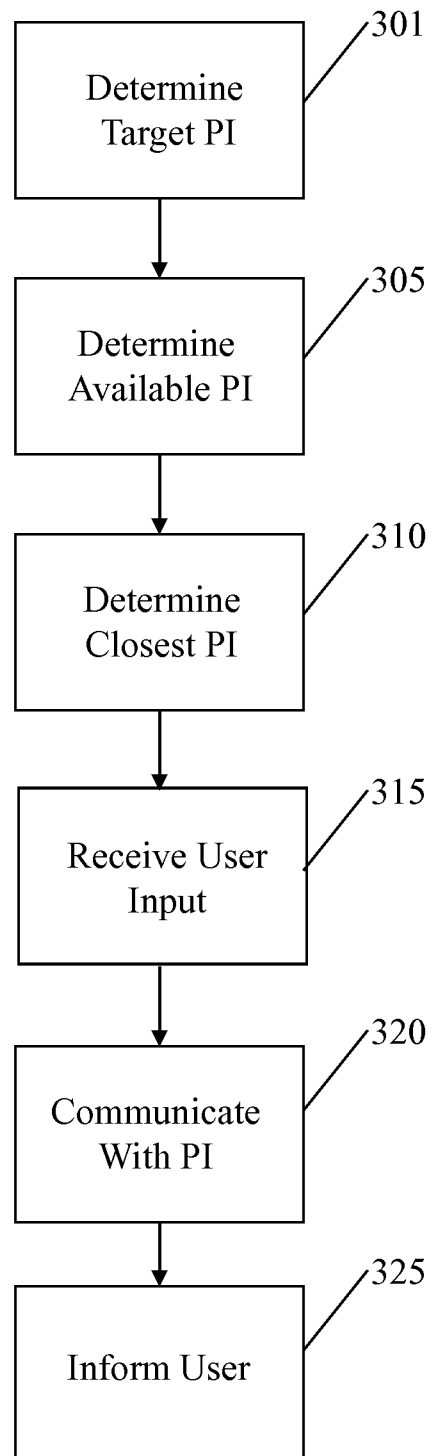 301
Determine
Target PI
305
Determine
Available PI
310
Determine
Closest PI
315
Receive User
Input
320
Communicate
With PI
325
Inform User